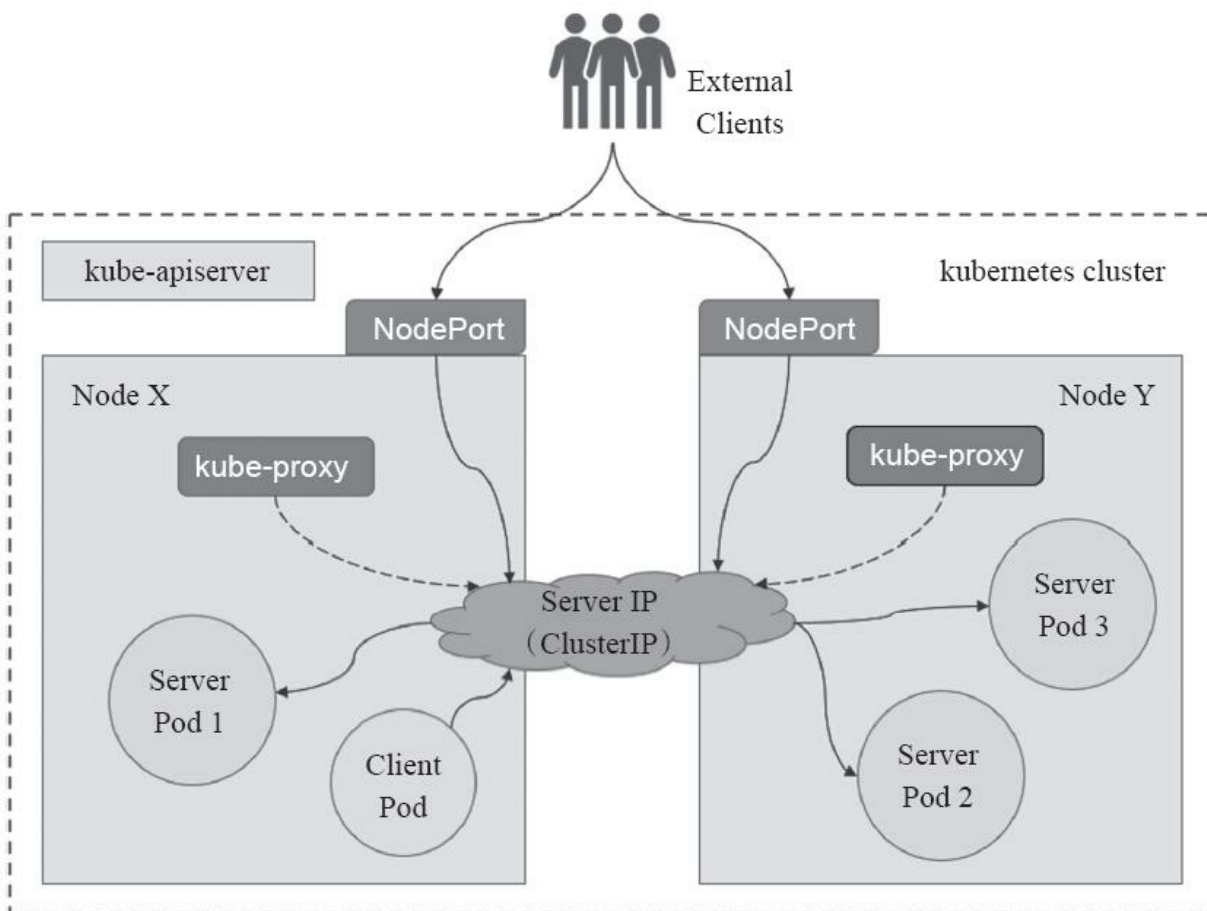 External
Clients
kube-apiserver
kubernetes cluster
NodePort
NodePort
Node X
Node Y
kube-proxy
kube-proxy
Server IP
（ClusterIP）
Server
Pod 3
Server
Pod 1
Client
Pod
Server
Pod 2